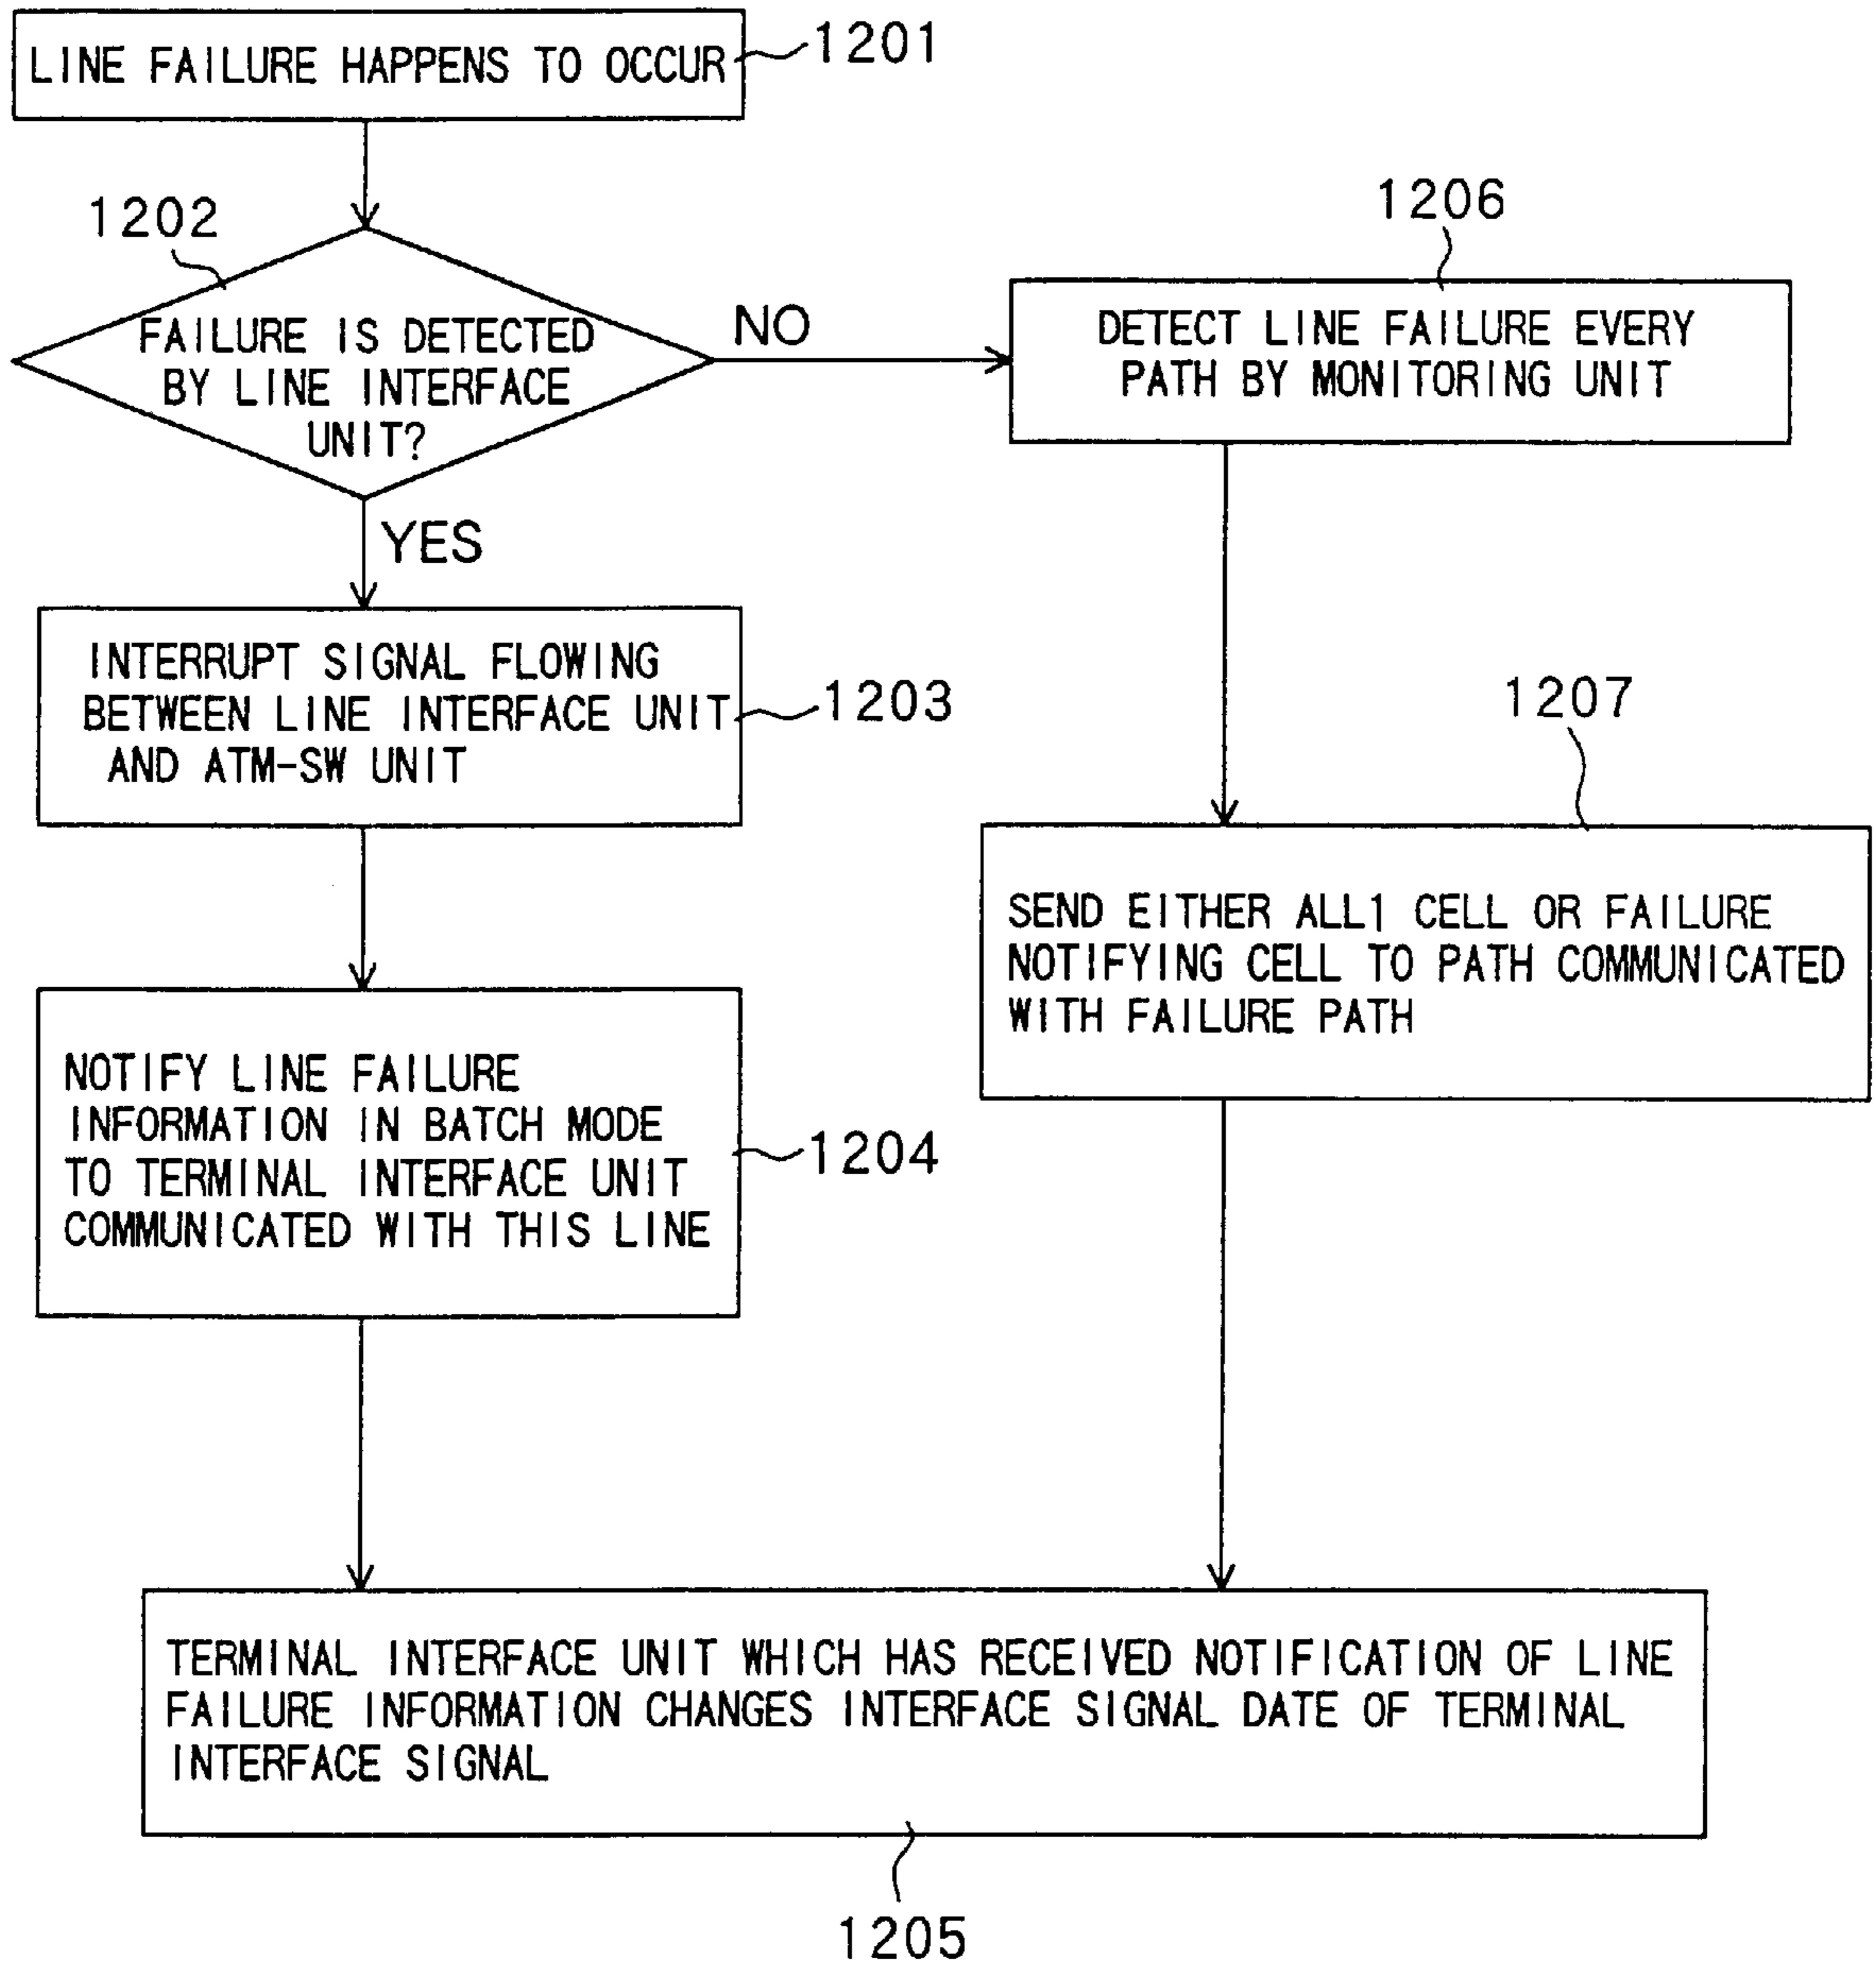 LINE FAILURE HAPPENS TO OCCUR
1201
1202
FAILURE IS DETECTED
BY LINE INTERFACE
UNIT?
NO
YES
1206
DETECT LINE FAILURE EVERY
PATH BY MONITORING UNIT
INTERRUPT SIGNAL FLOWING
BETWEEN LINE INTERFACE UNIT
AND ATM-SW UNIT
1203
1207
SEND EITHER ALL1 CELL OR FAILURE
NOTIFYING CELL TO PATH COMMUNICATED
WITH FAILURE PATH
NOTIFY LINE FAILURE
INFORMATION IN BATCH MODE
TO TERMINAL INTERFACE UNIT
COMMUNICATED WITH THIS LINE
1204
TERMINAL INTERFACE UNIT WHICH HAS RECEIVED NOTIFICATION OF LINE
FAILURE INFORMATION CHANGES INTERFACE SIGNAL DATE OF TERMINAL
INTERFACE SIGNAL
1205